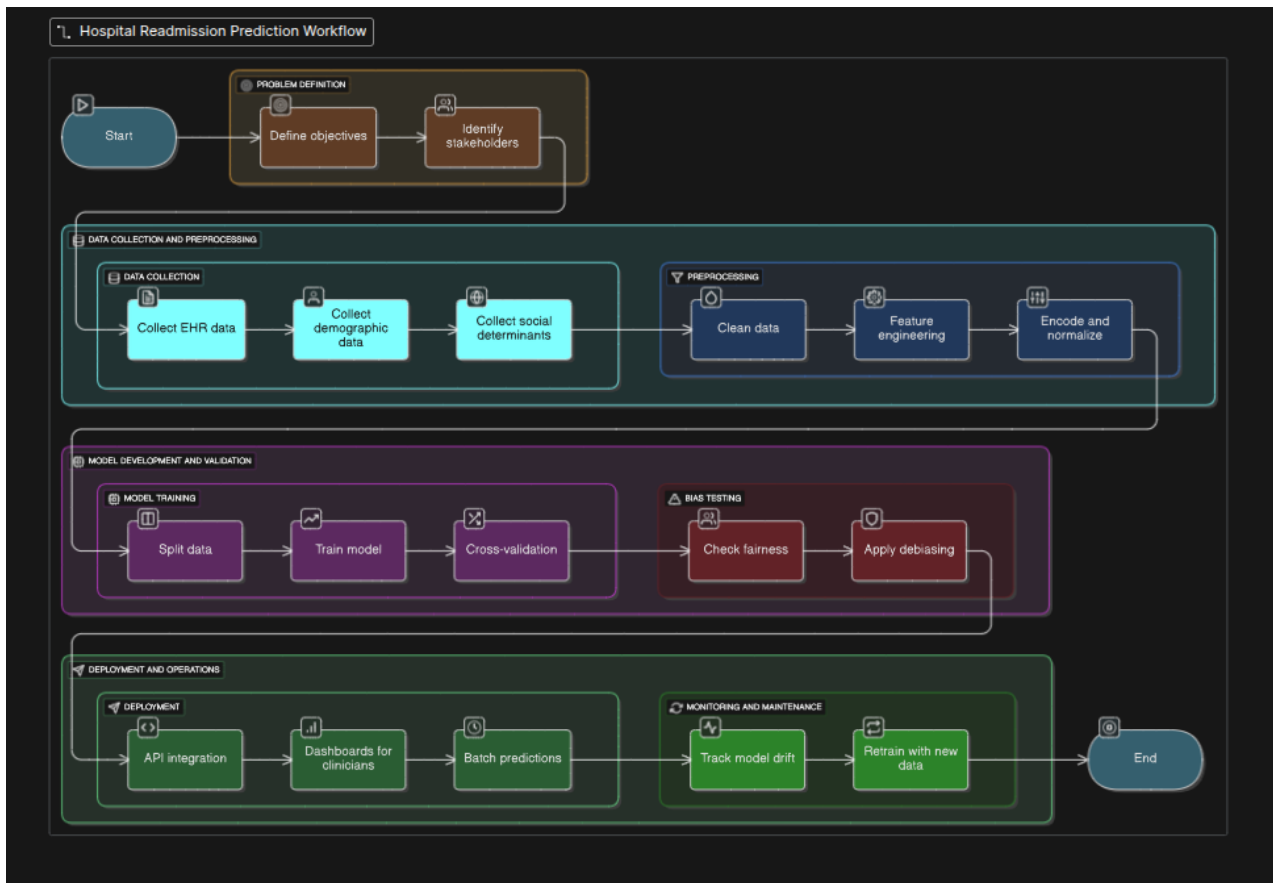 Hospital Readmission Prediction Workflow
PROBLEM DEFINITION
Start
Define objectives
Identify
stakeholders
DATA COLLECTION AND PREPROCESSING
DATA COLLECTION
PREPROCESSING
Collect EHR data
Collect
demographic
data
Collect social
determinants
Clean data
Feature
engineering
Encode and
normalize
MODEL DEVELOPMENT AND VALIDATION
MODEL TRAINING
BIAS TESTING
Split data
Train model
Cross-validation
Check fairness
Apply debiasing
DEPLOYMENT AND OPERATIONS
DEPLOYMENT
MONITORING AND MAINTENANCE
API integration
Dashboards for
clinicians
Batch predictions
Track model drift
Retrain with new
data
End